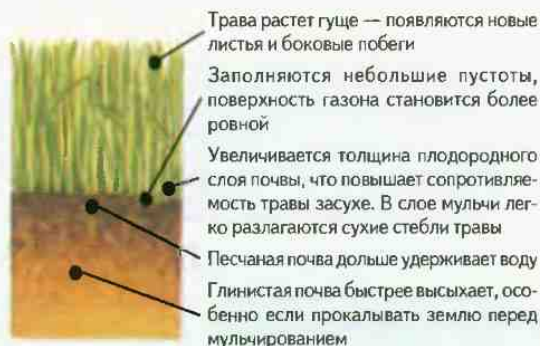 Трава растет гуще — появляются новые
листья и боковые побеги
Заполняются небольшие пустоты,
поверхность газона становится более
ровной
Увеличивается толщина плодородного
слоя почвы, что повышает сопротивляе-
мость травы засухе. В слое мульчи лег-
ко разлагаются сухие стебли травы
Песчаная почва дольше удерживает воду
Глинистая почва быстрее высыхает, осо-
бенно если прокалывать землю перед
мульчированием